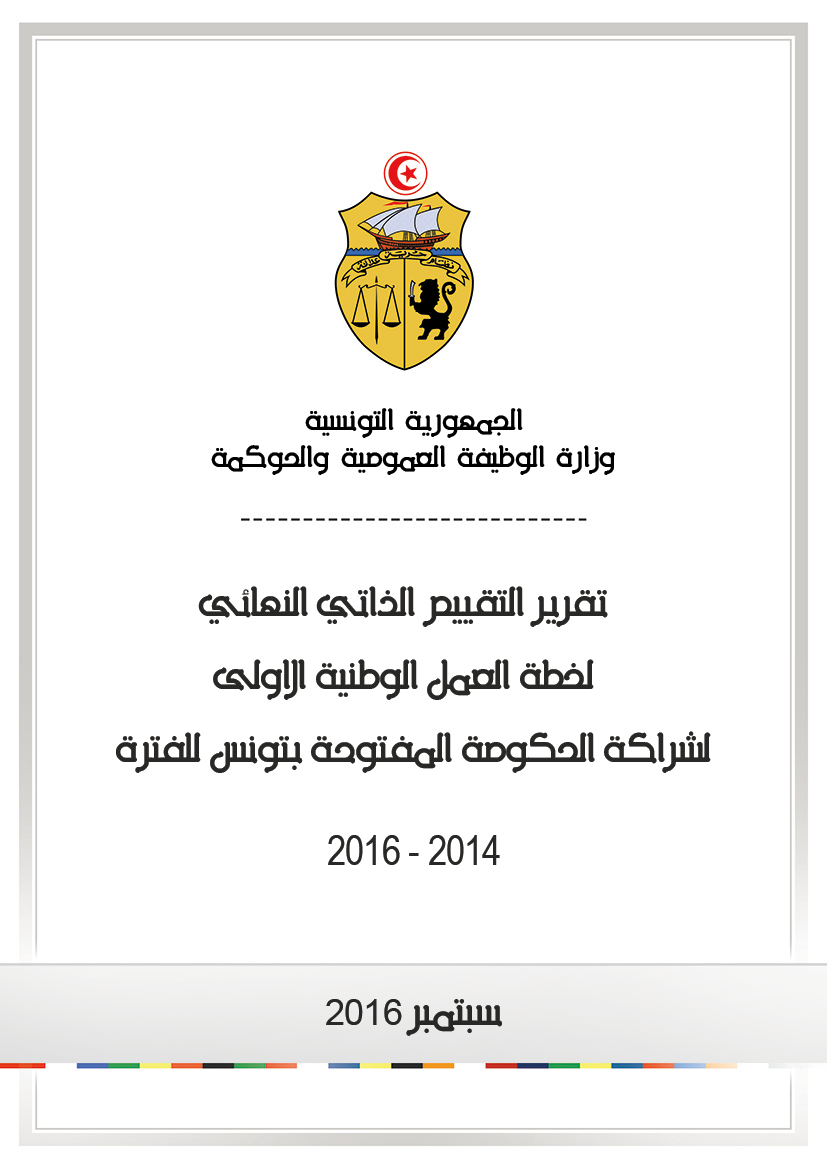 الجمهورية التونسية
وزارة الوظيفة العمومية والحوكمة
----------------------------
تقرير التقييم الذاتي النهائي
لخطة العمل الوطنية الاولى
لشراكة الحكومة المفتوحة بتونس للفترة
2014 - 2016
سبتمبر 2016